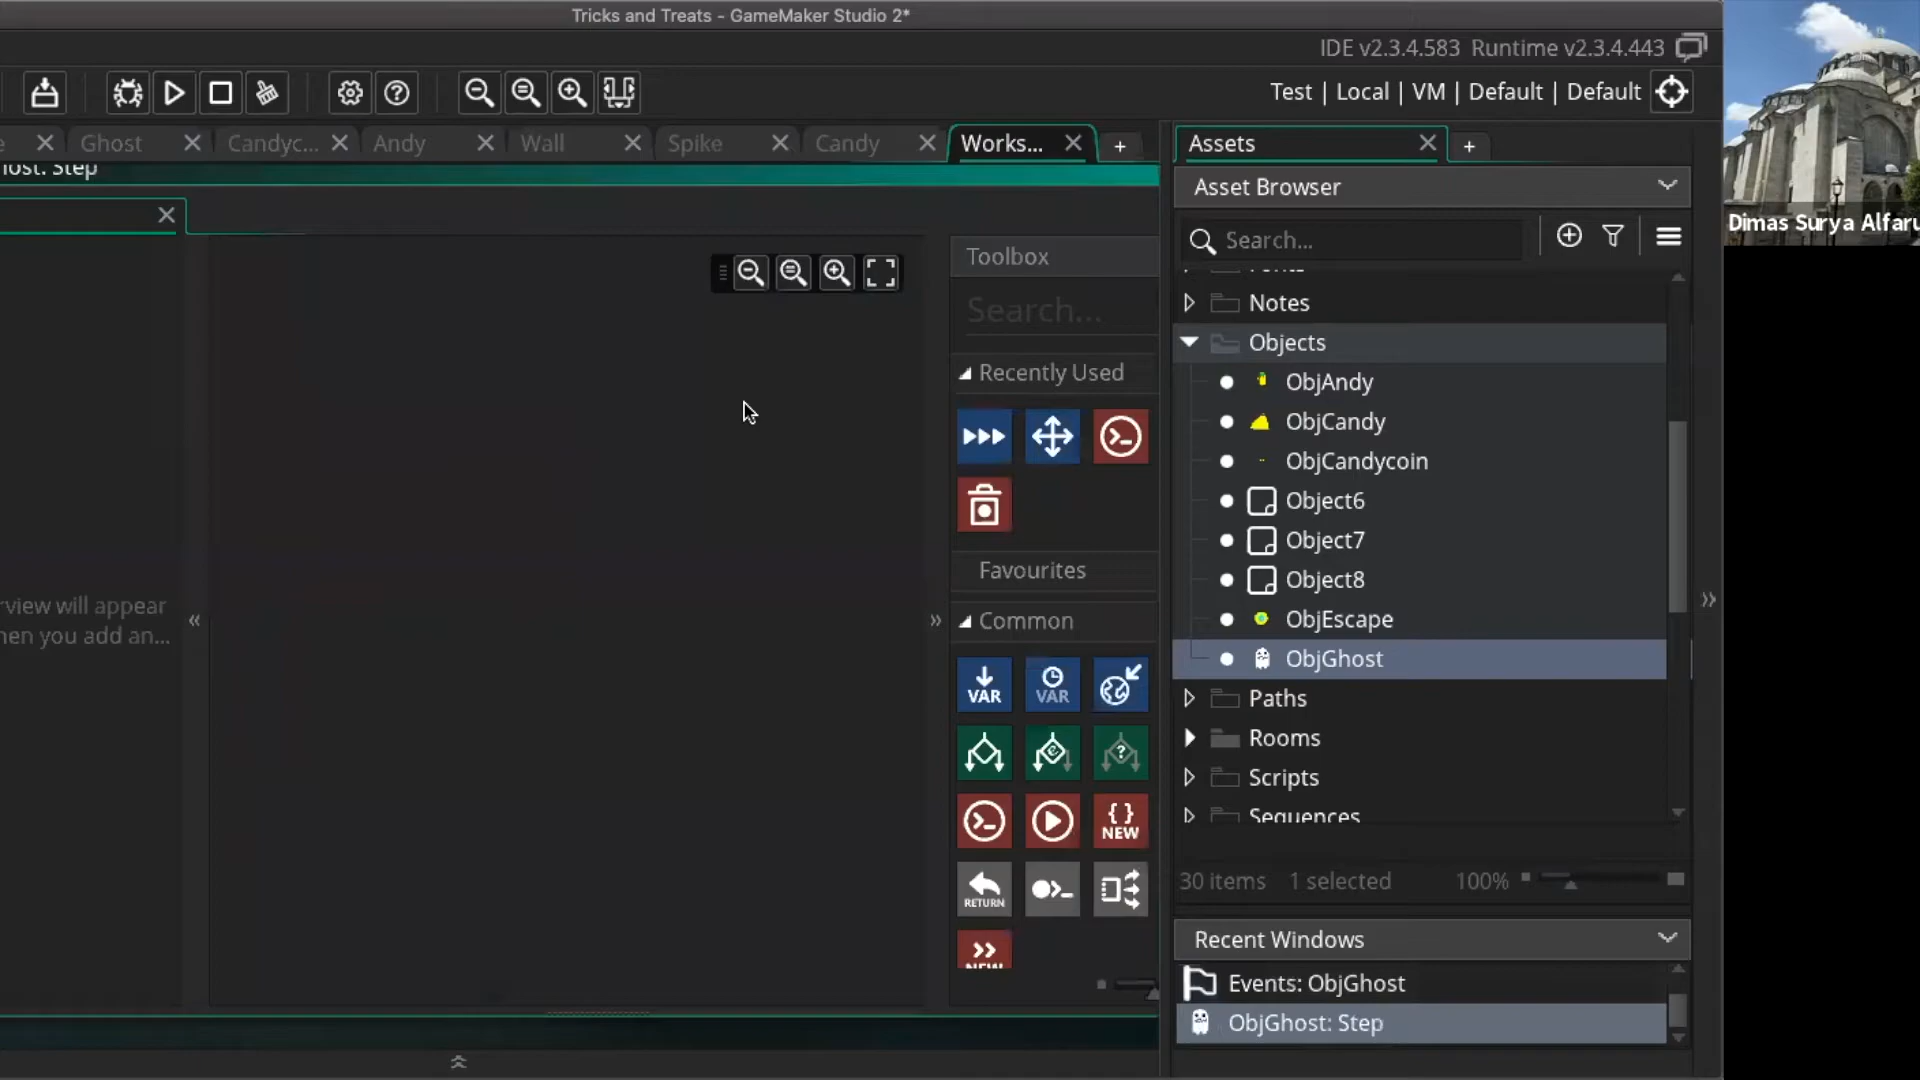 Tricks and Treats - GameMaker Studio 2*
IDE v2.3.4.583 Runtime v2.3.4.443
Test | Local | VM | Default | Default
Ghost
Candyc...
Andy
Wall
Spike
Candy
Works...
Assets
host: Step
Asset Browser
Search...
Toolbox
Search...
Recently Used
Favourites
Common
VAR
VAR
NEW
RETURN
NEW
rview will appear
hen you add an...
Notes
Objects
ObjAndy
ObjCandy
ObjCandycoin
Object6
Object7
Object8
ObjEscape
ObjGhost
Paths
Rooms
Scripts
Sequences
30 items 1 selected 100%
Recent Windows
Events: ObjGhost
ObjGhost: Step
Dimas Surya Alfaru